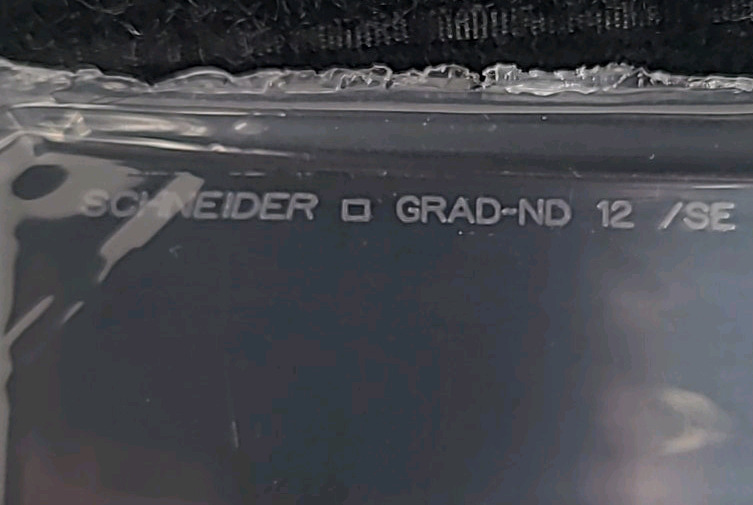 SCHNEIDER □ GRAD-ND 12 /SE